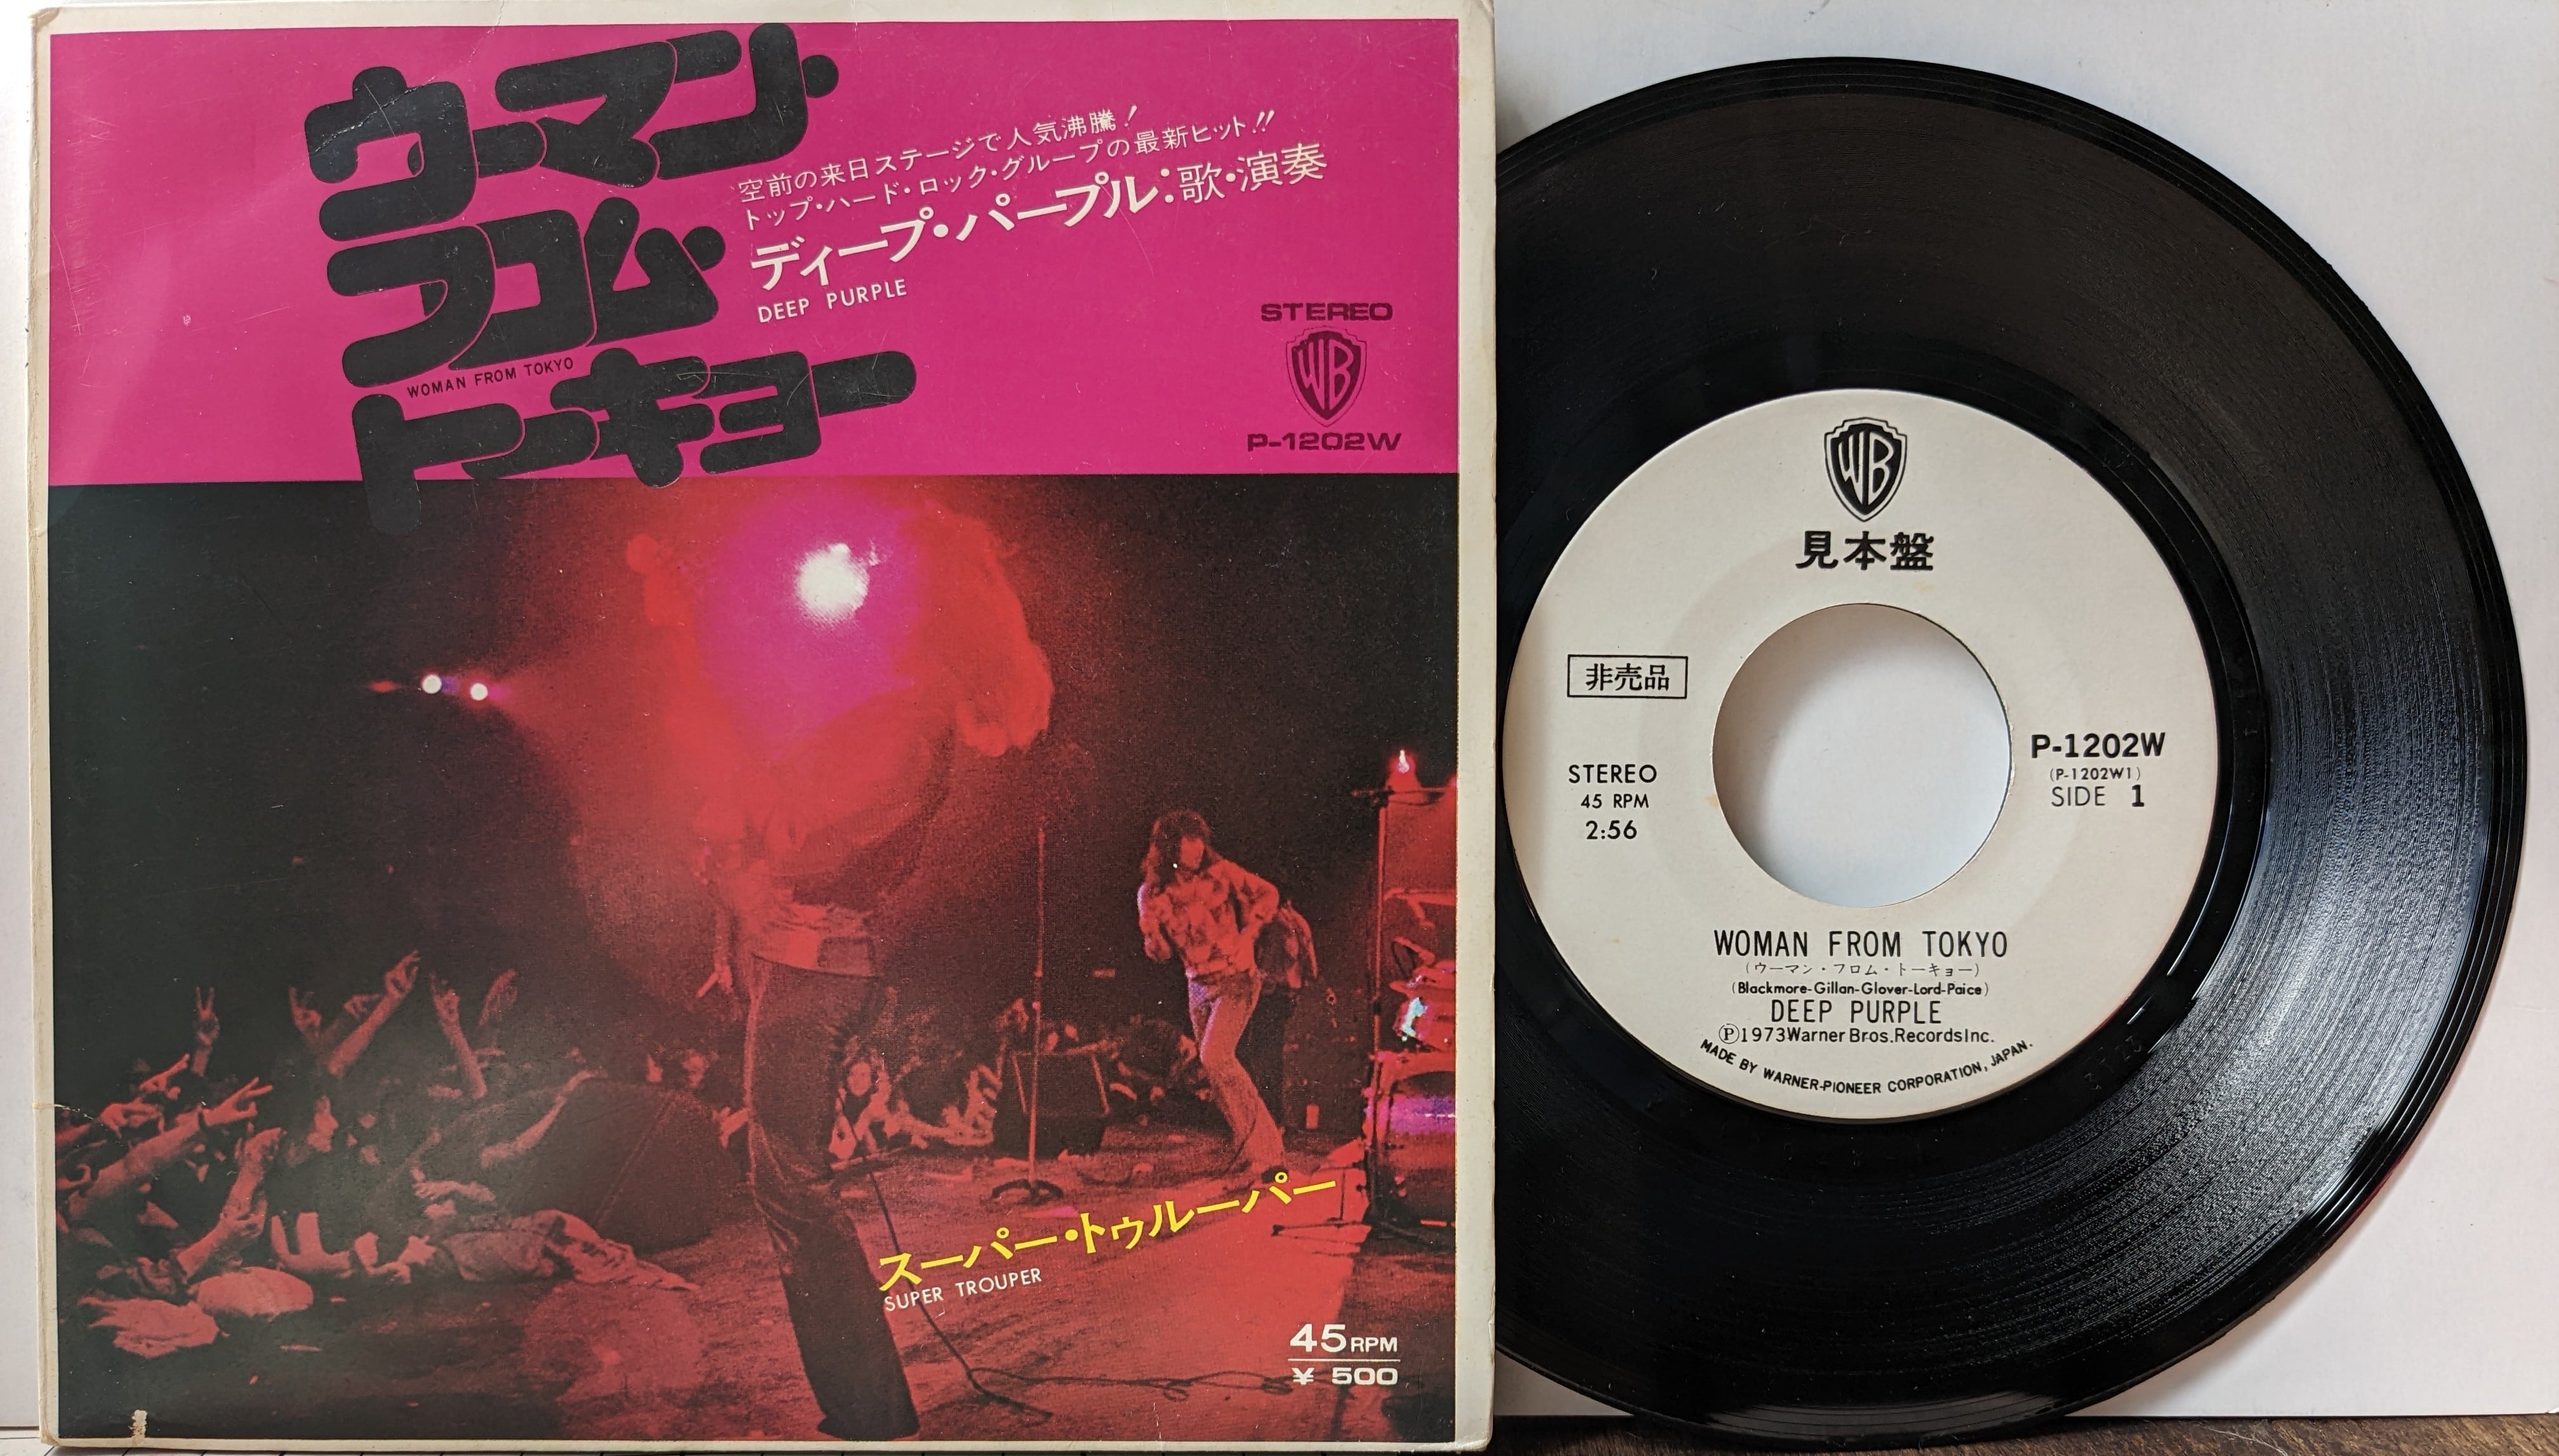 ウーマン
フロム
WOMAN FROM TOKYO
トーキョー
空前の来日ステージで人気沸騰!
トップ・ハード・ロック・グループの最新ヒット!!
ディープ・パープル:歌・演奏
DEEP PURPLE
STEREO
WB
P-1202W
スーパー・トゥルーパー
SUPER TROUPER
45RPM
¥ 500
WB
見本盤
非売品
STEREO
45 RPM
2:56
P-1202W
(P-1202W1)
SIDE 1
WOMAN FROM TOKYO
(ウーマン・フロム・トーキョー)
(Blackmore-Gillan-Glover-Lord-Paice)
DEEP PURPLE
Ⓟ1973Warner Bros.RecordsInc.
MADE BY WARNER-PIONEER CORPORATION, JAPAN.